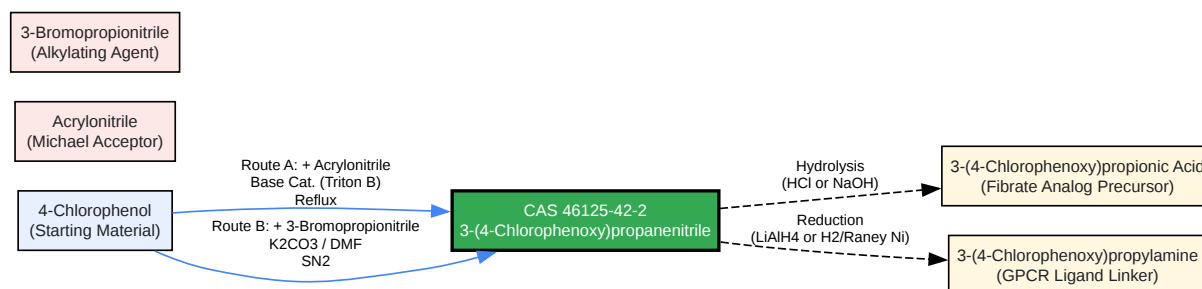 3-Bromopropionitrile
(Alkylating Agent)
Acrylonitrile
(Michael Acceptor)
4-Chlorophenol
(Starting Material)
Route A: + Acrylonitrile
Base Cat. (Triton B)
Reflux
Route B: + 3-Bromopropionitrile
K2CO3 / DMF
SN2
CAS 46125-42-2
3-(4-Chlorophenoxy)propanenitrile
Hydrolysis
(HCl or NaOH)
Reduction
(LiAlH4 or H2/Raney Ni)
3-(4-Chlorophenoxy)propionic Acid
(Fibrate Analog Precursor)
3-(4-Chlorophenoxy)propylamine
(GPCR Ligand Linker)